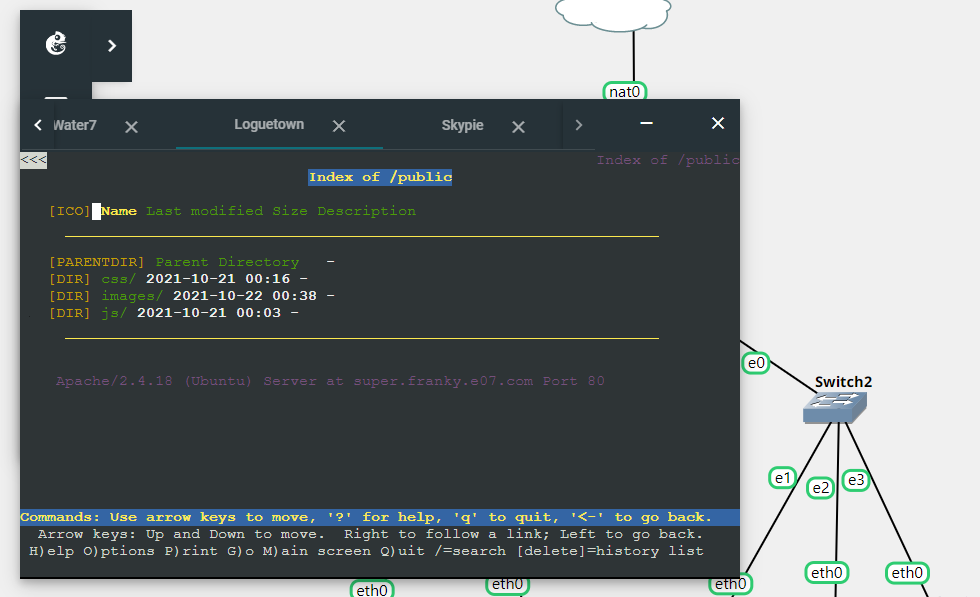 nat0
Water7 Loguetown Skypie
<<< Index of /public
Index of /public
[ICO] Name Last modified Size Description
[PARENTDIR] Parent Directory -
[DIR] css/ 2021-10-21 00:16 -
[DIR] images/ 2021-10-22 00:38 -
[DIR] js/ 2021-10-21 00:03 -
Apache/2.4.18 (Ubuntu) Server at super.franky.e07.com Port 80
e0
Switch2
e1
e2
e3
Commands: Use arrow keys to move, '?' for help, 'q' to quit, '<-' to go back.
Arrow keys: Up and Down to move. Right to follow a link; Left to go back.
H)elp O)ptions P)rint G)o M)ain screen Q)uit /=search [delete]=history list
eth0
eth0
eth0
eth0
eth0